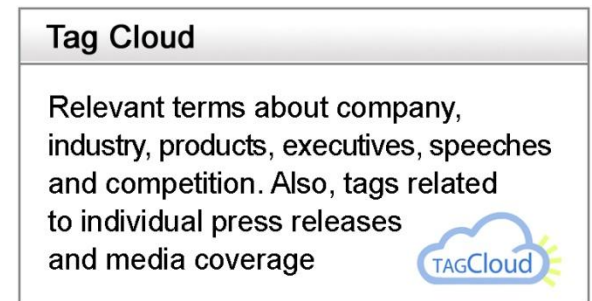 Tag Cloud
Relevant terms about company,
industry, products, executives, speeches
and competition. Also, tags related
to individual press releases
and media coverage
TAGCloud